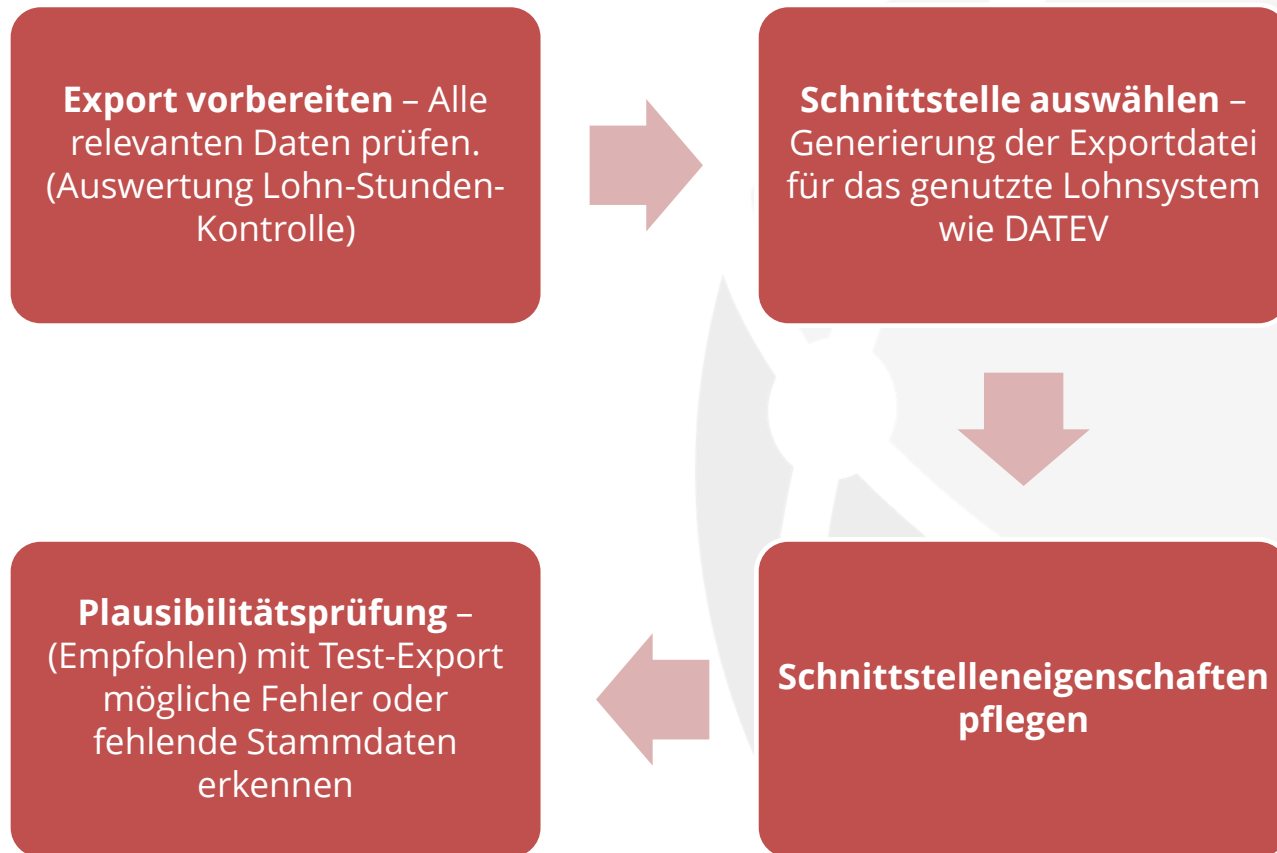 Export vorbereiten – Alle
relevanten Daten prüfen.
(Auswertung Lohn-Stunden-
Kontrolle)
Schnittstelle auswählen –
Generierung der Exportdatei
für das genutzte Lohnsystem
wie DATEV
Schnittstelleneigenschaften
pflegen
Plausibilitätsprüfung –
(Empfohlen) mit Test-Export
mögliche Fehler oder
fehlende Stammdaten
erkennen